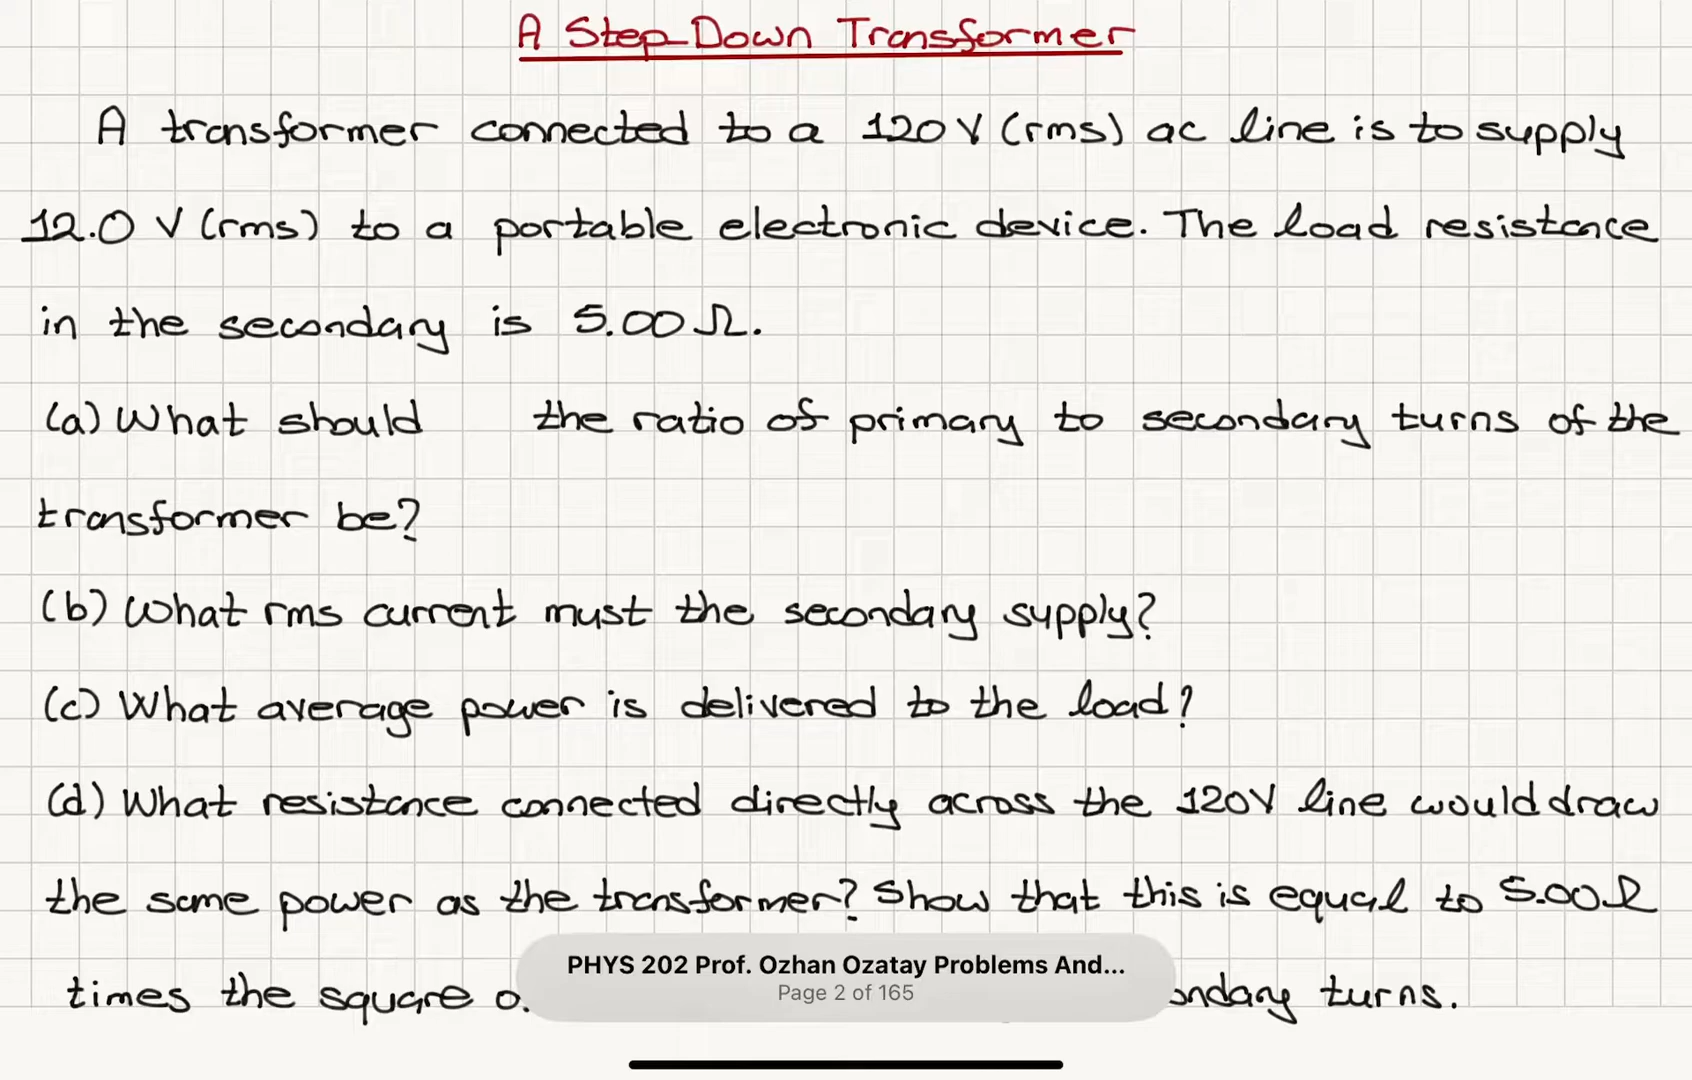 A Step-Down Transformer
A transformer connected to a 120 V (rms) ac line is to supply
12.0 V (rms) to a portable electronic device. The load resistance
in the secondary is 5.00 Ω.
(a) What should the ratio of primary to secondary turns of the
transformer be?
(b) What rms current must the secondary supply?
(c) What average power is delivered to the load?
(d) What resistance connected directly across the 120V line would draw
the same power as the transformer? Show that this is equal to 5.00Ω
times the square turns.
PHYS 202 Prof. Ozhan Ozatay Problems And...
Page 2 of 165